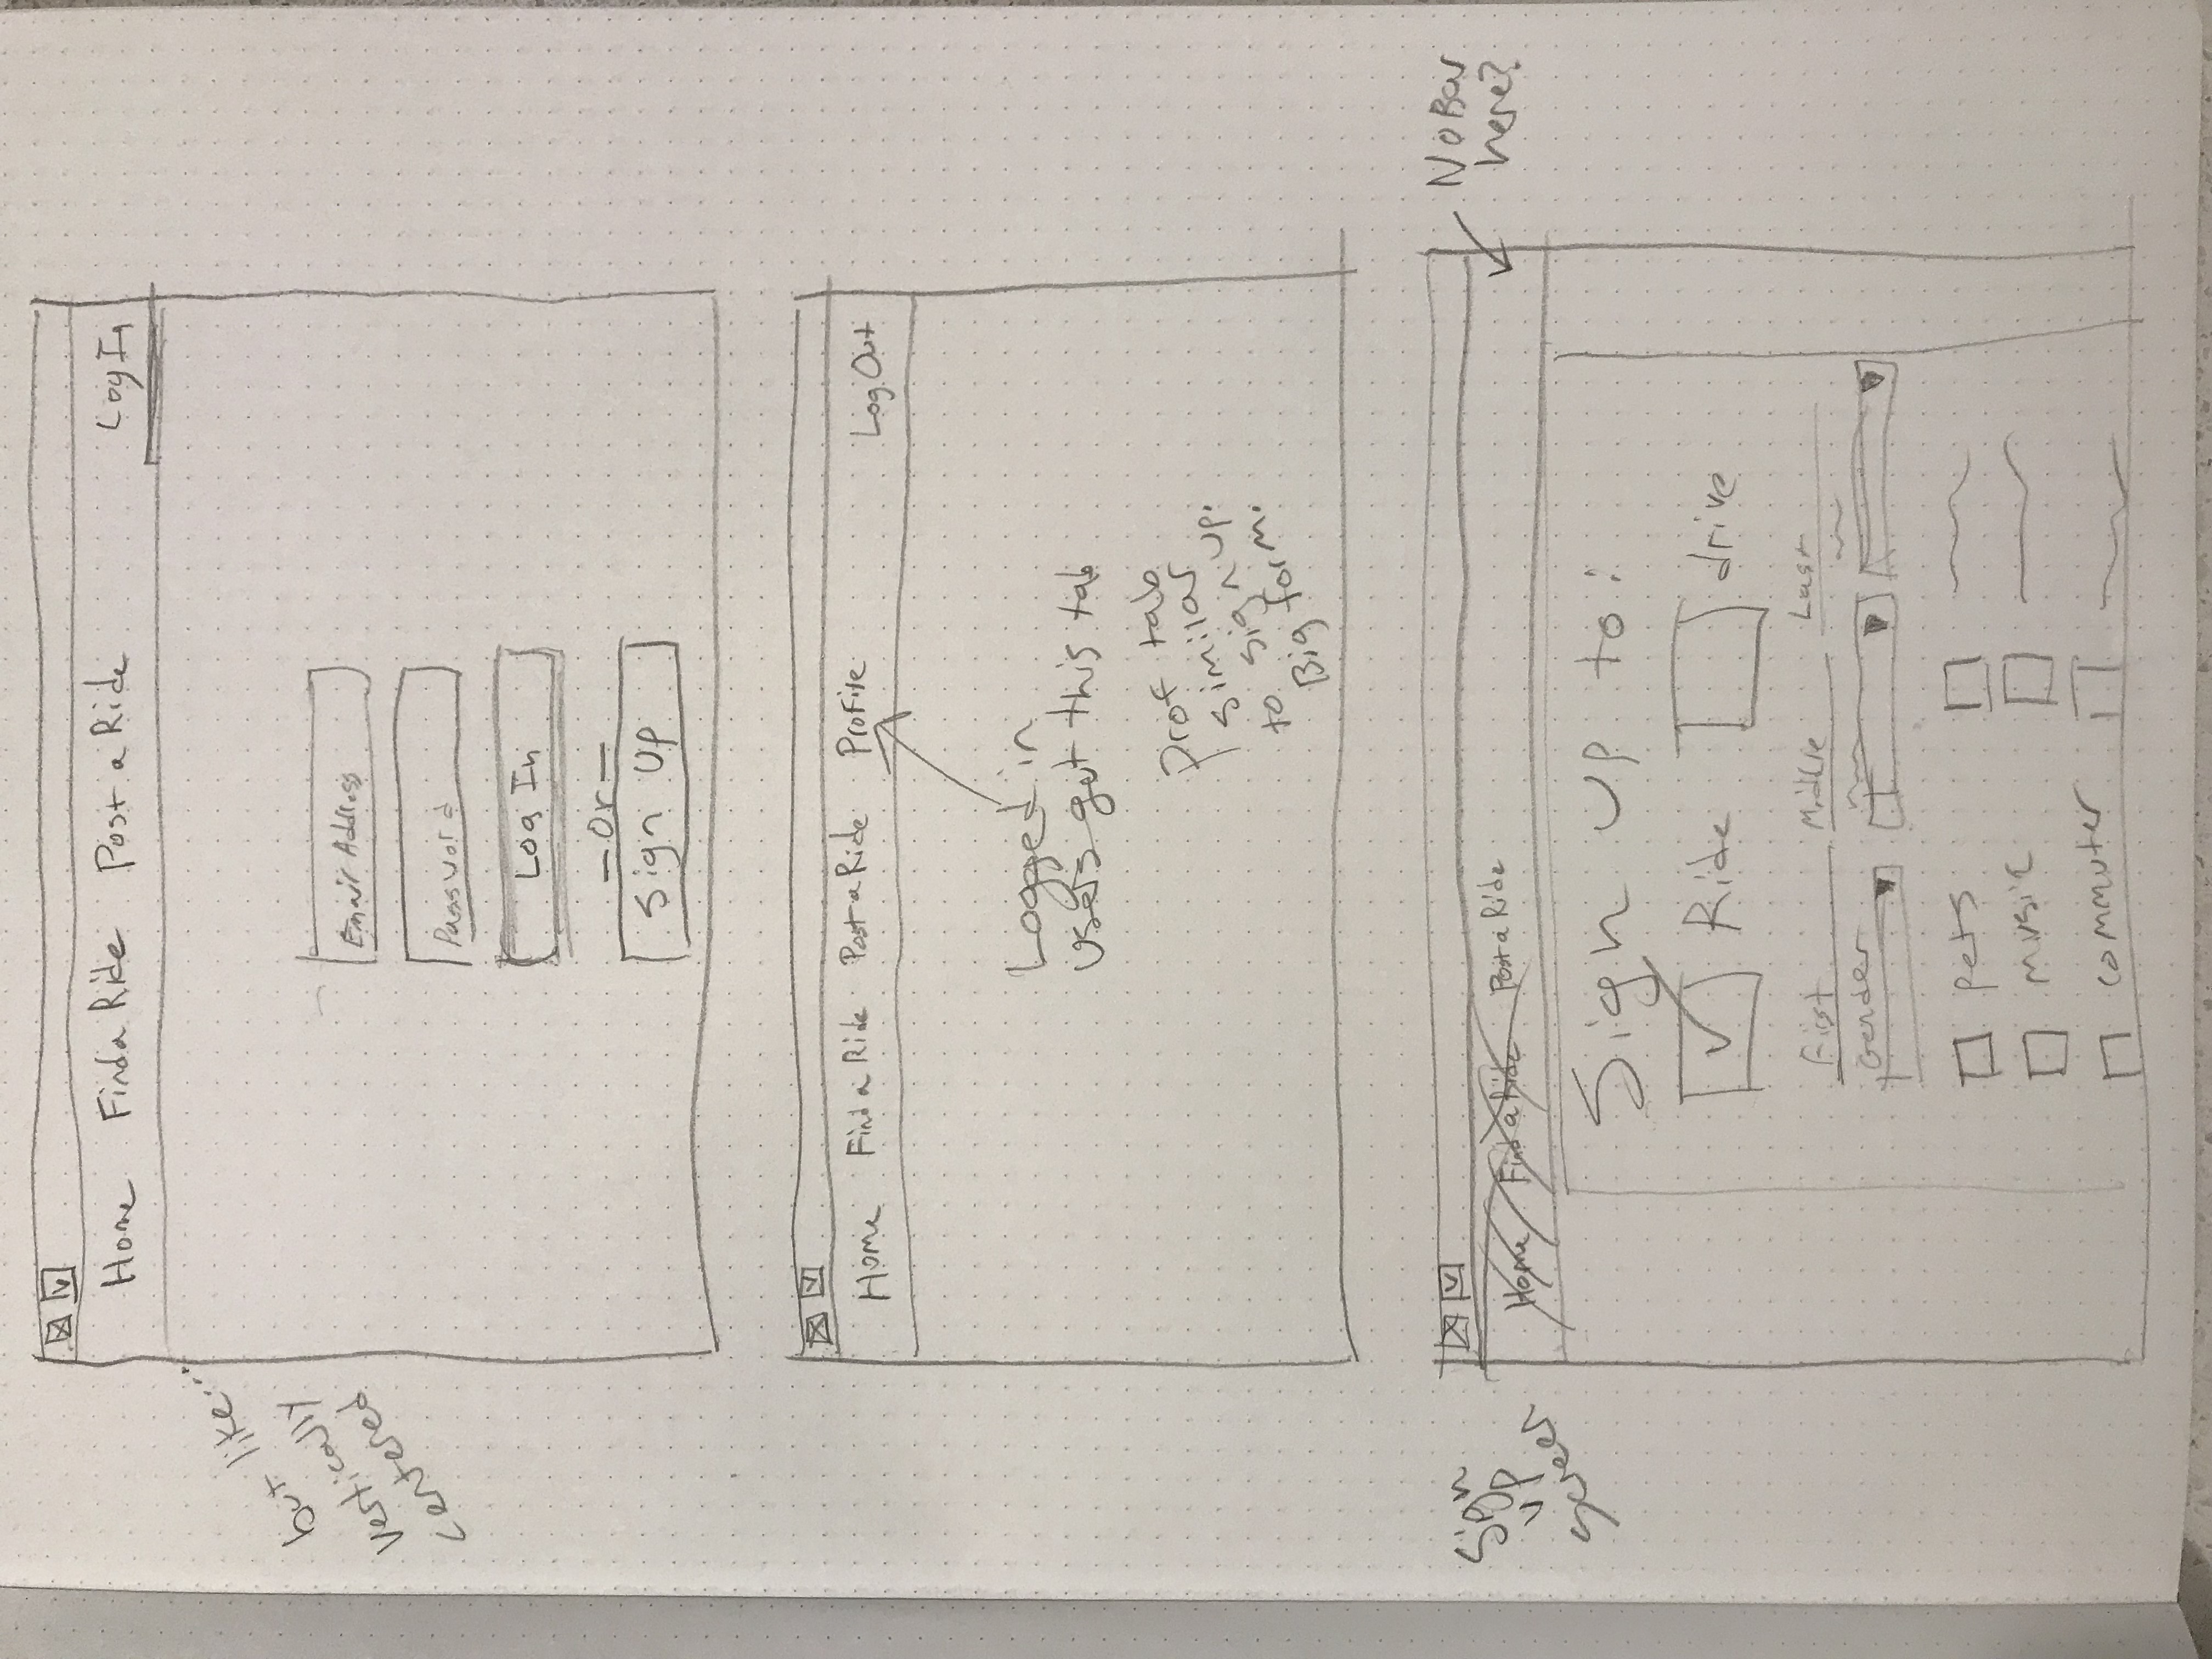 Home Find a Ride Post a Ride Log In
but like...
vertically
centered
Email Address
Password
Log In
– Or –
Sign Up
Home Find a Ride Post a Ride Profile Log Out
Logged in
users get this tab
Prof tab
similar
to sign up.
Big form.
Sign
up
screen
No Bar
here?
Home Find a Ride Post a Ride
Sign up to:
Ride drive
First Middle Last
Gender
pets
music
commuter